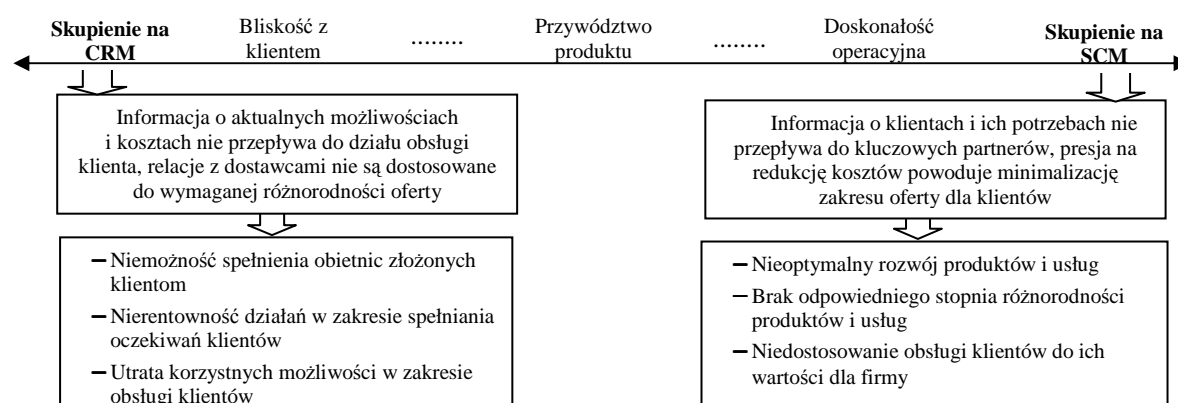 Skupienie na
CRM
Bliskość z
klientem
........
Przywództwo
produktu
........
Doskonałość
operacyjna
Skupienie na
SCM
Informacja o aktualnych możliwościach
i kosztach nie przepływa do działu obsługi
klienta, relacje z dostawcami nie są dostosowane
do wymaganej różnorodności oferty
Informacja o klientach i ich potrzebach nie
przepływa do kluczowych partnerów, presja na
redukcję kosztów powoduje minimalizację
zakresu oferty dla klientów
– Niemożność spełnienia obietnic złożonych
klientom
– Nierentowność działań w zakresie spełniania
oczekiwań klientów
– Utrata korzystnych możliwości w zakresie
obsługi klientów
– Nieoptymalny rozwój produktów i usług
– Brak odpowiedniego stopnia różnorodności
produktów i usług
– Niedostosowanie obsługi klientów do ich
wartości dla firmy